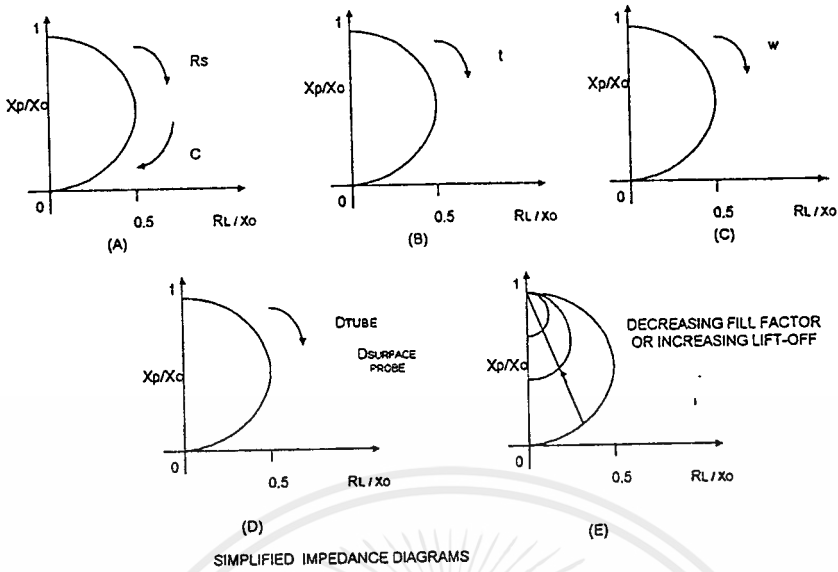 1
Rs
Xp/Xo
C
0
0.5
RL/Xo
(A)
1
t
Xp/Xo
0
0.5
RL/Xo
(B)
1
w
Xp/Xo
0
0.5
RL/Xo
(C)
1
DTUBE
DSURFACE
PROBE
Xp/Xo
0
0.5
RL/Xo
(D)
1
DECREASING FILL FACTOR
OR INCREASING LIFT-OFF
Xp/Xo
0
0.5
RL/Xo
(E)
SIMPLIFIED IMPEDANCE DIAGRAMS